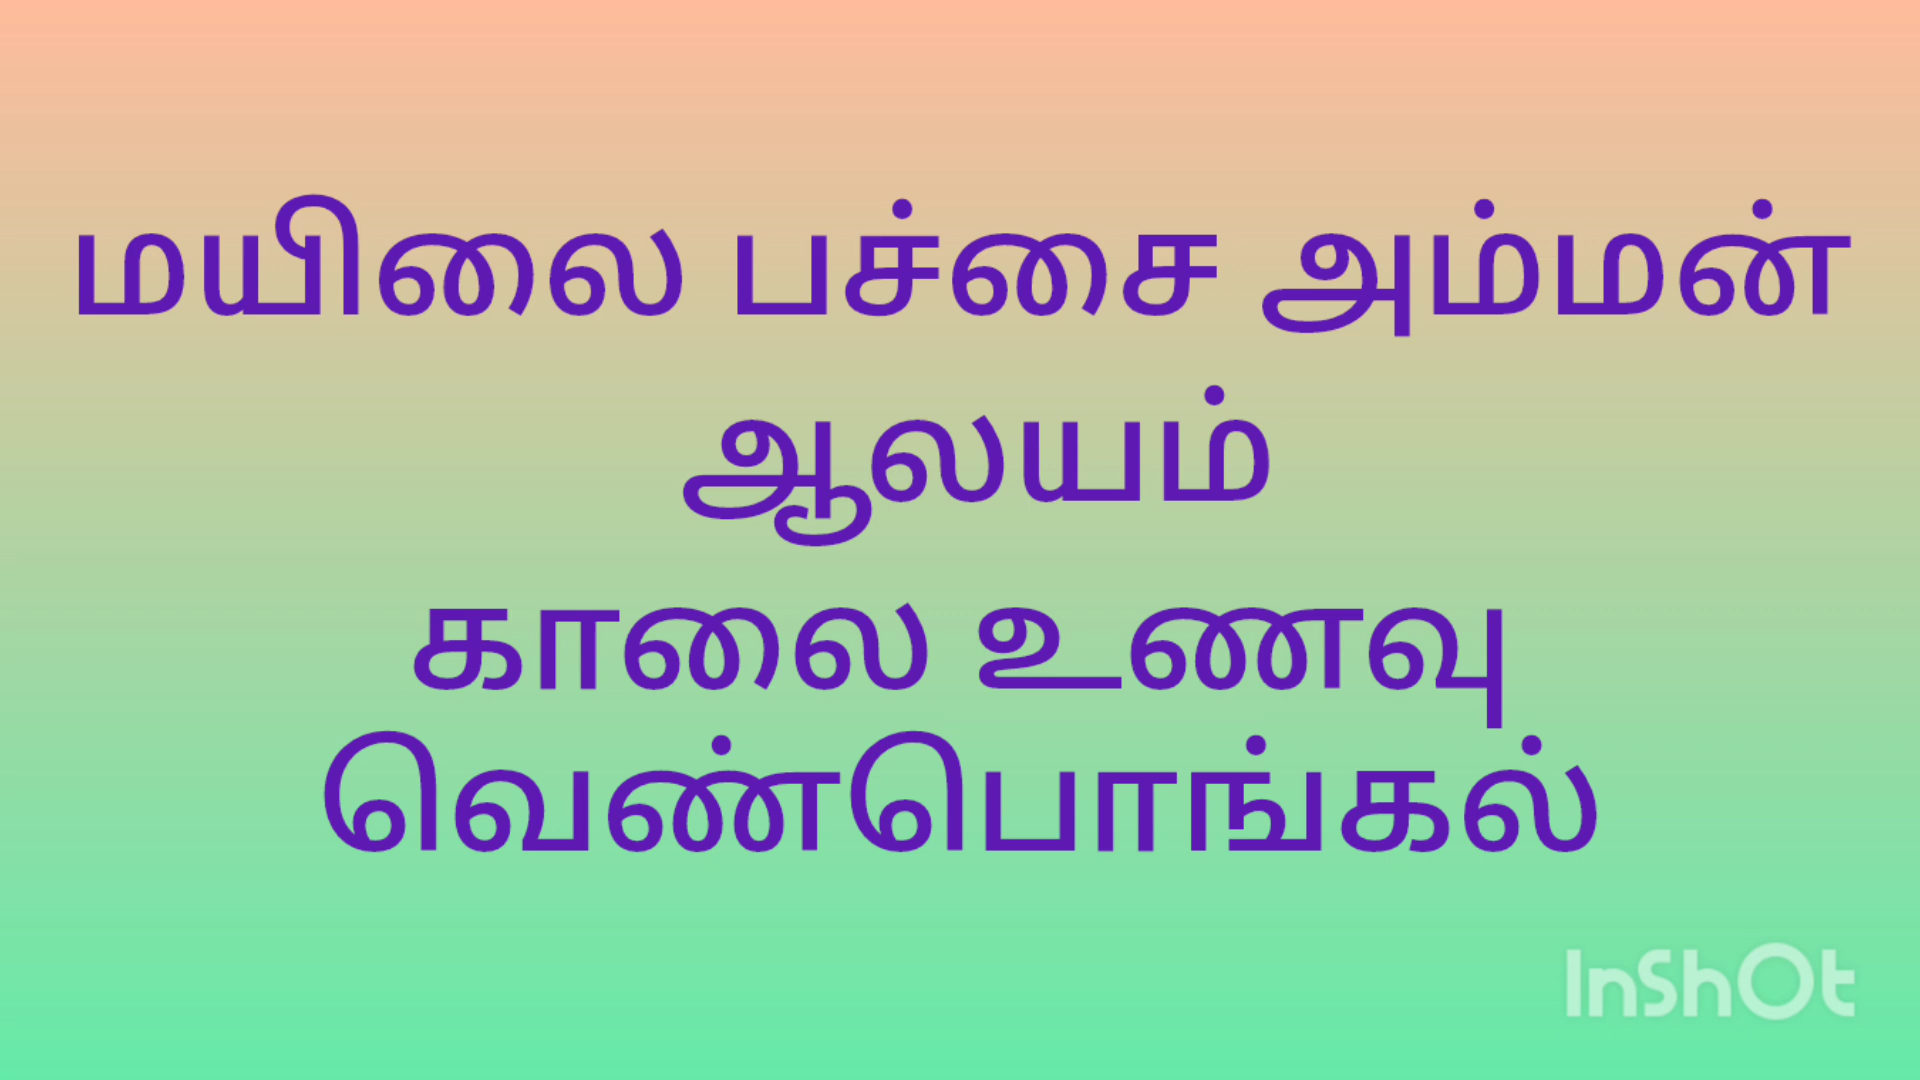 மயிலை பச்சை அம்மன்
ஆலயம்
காலை உணவு
வெண்பொங்கல்
InShOt